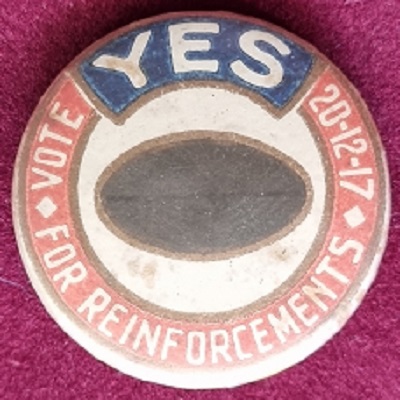 YES
VOTE
FOR REINFORCEMENTS
20-12-17